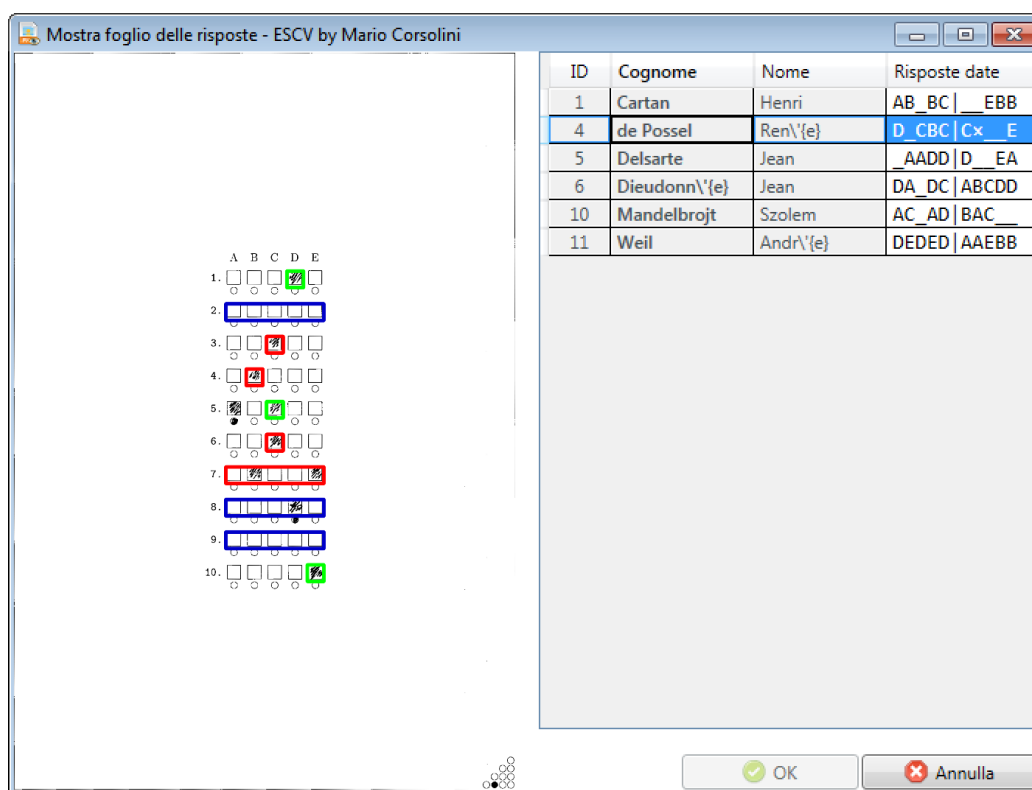 Mostra foglio delle risposte - ESCV by Mario Corsolini
ID Cognome Nome Risposte date
1 Cartan Henri AB_BC|__EBB
4 de Possel Ren\'{e} D_CBC|C×__E
5 Delsarte Jean _AADD|D__EA
6 Dieudonn\'{e} Jean DA_DC|ABCDD
10 Mandelbrojt Szolem AC_AD|BAC__
11 Weil Andr\'{e} DEDED|AAEBB
A B C D E
1.
2.
3.
4.
5.
6.
7.
8.
9.
10.
OK Annulla